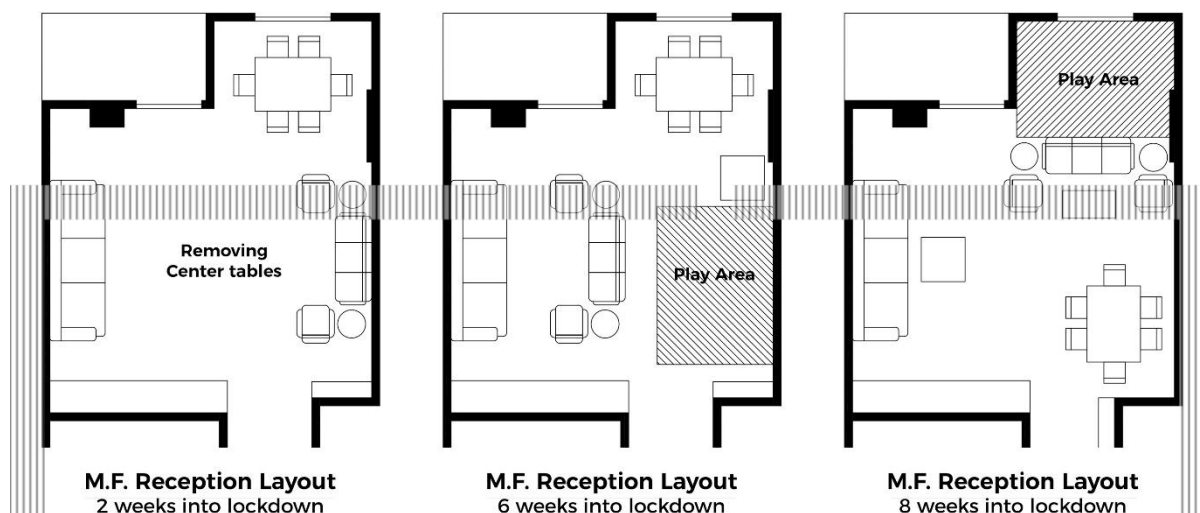 Removing
Center tables
Play Area
Play Area
M.F. Reception Layout
2 weeks into lockdown
M.F. Reception Layout
6 weeks into lockdown
M.F. Reception Layout
8 weeks into lockdown